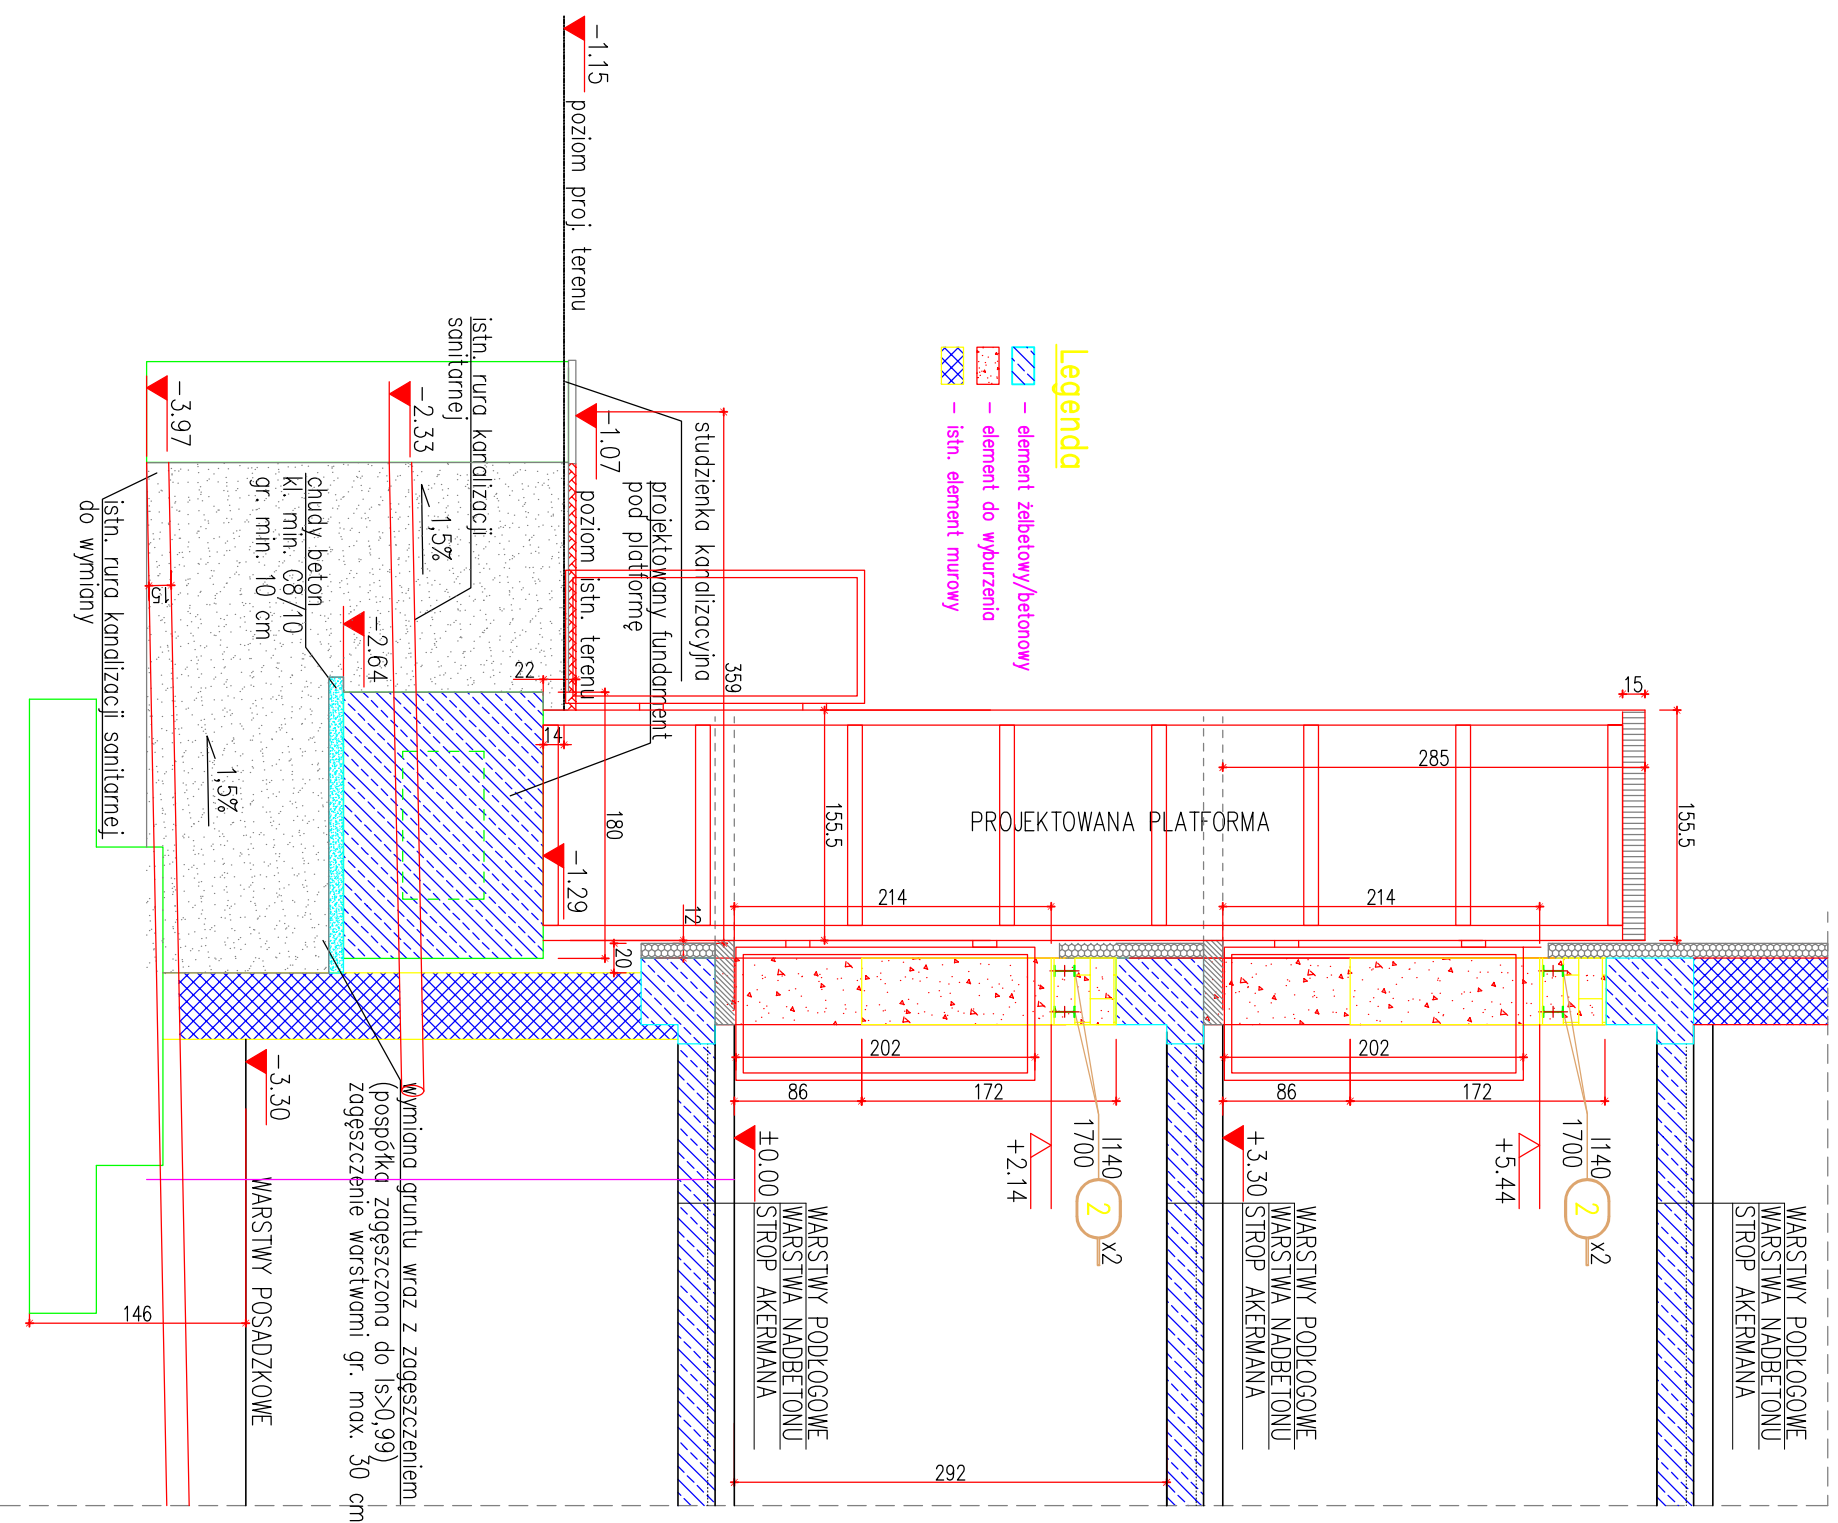 Legenda
- element żelbetowy/betonowy
- element do wyburzenia
- istn. element murowy
-1.15
poziom proj. terenu
istn. rura kanalizacji
sanitarnej
-3.97
-2.33
-1.07
1,5%
chudy beton
kl. min. C8/10
gr. min. 10 cm
istn. rura kanalizacji sanitarnej
do wymiany
15
-2.64
poziom istn. terenu
projektowany fundament
pod platformę
studzienka kanalizacyjna
359
22
14
180
1,5%
-1.29
12
20
155.5
PROJEKTOWANA PLATFORMA
285
15
155.5
214
214
202
202
86
172
86
172
-3.30
WARSTWY POSADZKOWE
146
wymiana gruntu wraz z zagęszczeniem
(pospółka zagęszczona do Is>0,99)
zagęszczenie warstwami gr. max. 30 cm
±0.00
+2.14
I140
1700
2
x2
+3.30
+5.44
I140
1700
2
x2
WARSTWY PODŁOGOWE
WARSTWA NADBETONU
STROP AKERMANA
WARSTWY PODŁOGOWE
WARSTWA NADBETONU
STROP AKERMANA
WARSTWY PODŁOGOWE
WARSTWA NADBETONU
STROP AKERMANA
292